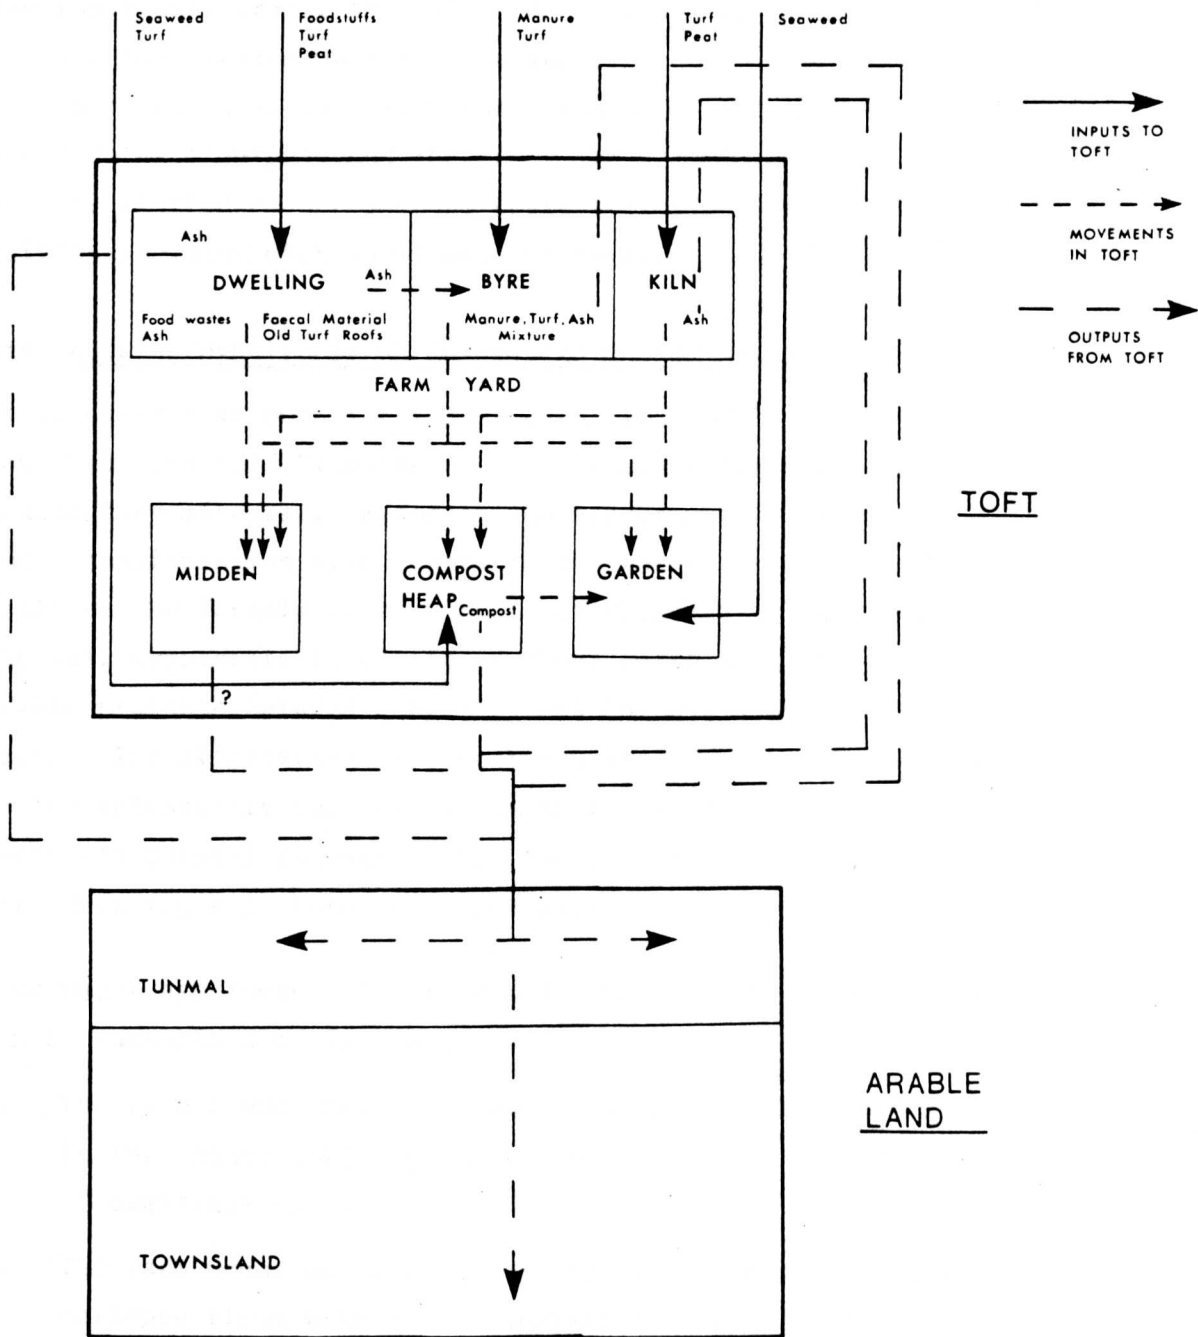 Seaweed
Turf
Foodstuffs
Turf
Peat
Manure
Turf
Turf
Peat
Seaweed
INPUTS TO
TOFT
MOVEMENTS
IN TOFT
OUTPUTS
FROM TOFT
Ash
DWELLING
Ash
BYRE
KILN
Food wastes
Ash
Faecal Material
Old Turf Roofs
Manure, Turf, Ash
Mixture
Ash
FARM YARD
TOFT
MIDDEN
COMPOST
HEAP
Compost
GARDEN
?
TUNMAL
ARABLE
LAND
TOWNSLAND